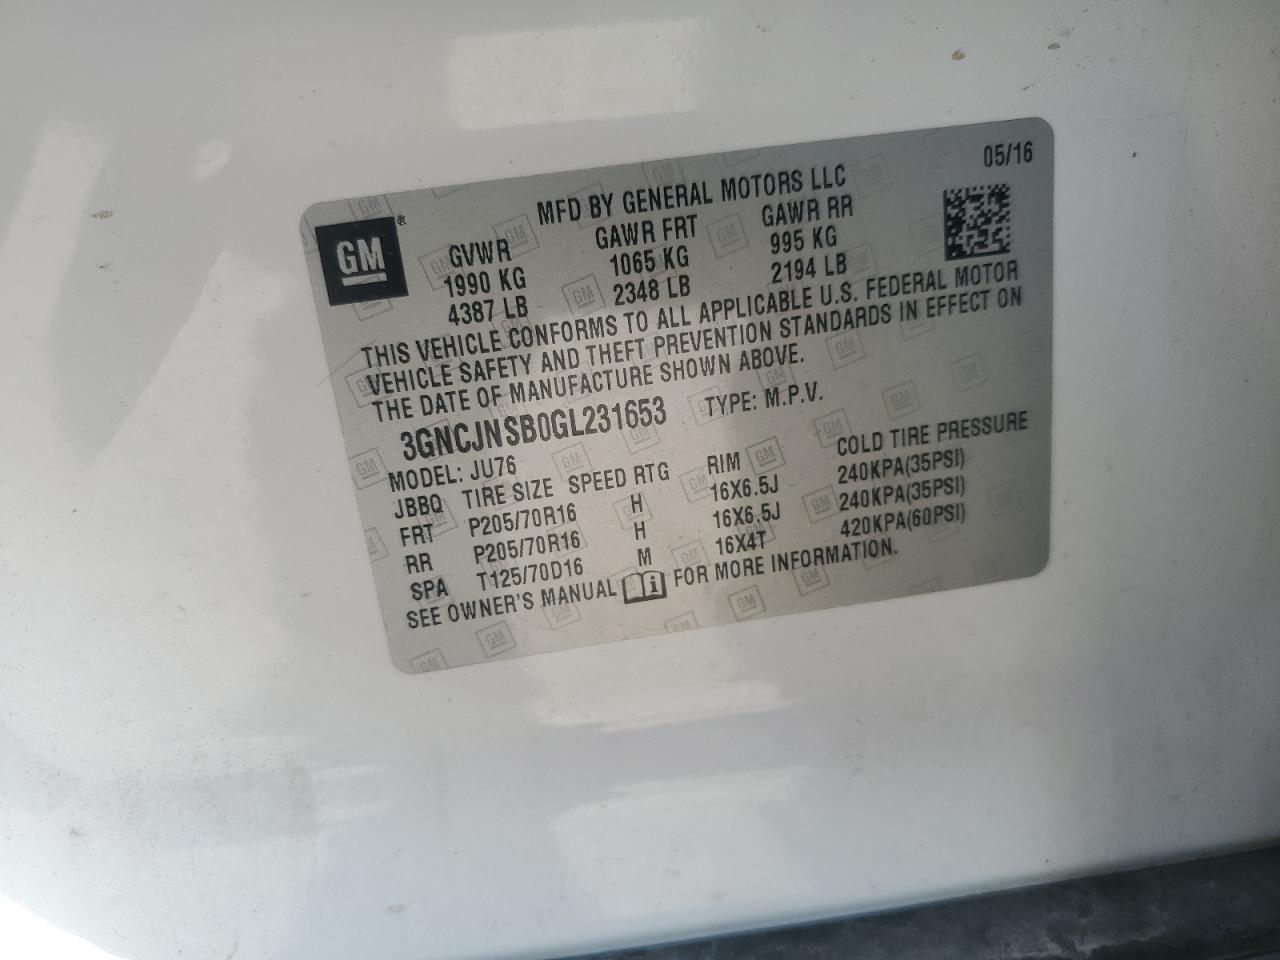 05/16
MFD BY GENERAL MOTORS LLC
GM ®
GVWR GAWR FRT GAWR RR
1990 KG 1065 KG 995 KG
4387 LB 2348 LB 2194 LB
THIS VEHICLE CONFORMS TO ALL APPLICABLE U.S. FEDERAL MOTOR
VEHICLE SAFETY AND THEFT PREVENTION STANDARDS IN EFFECT ON
THE DATE OF MANUFACTURE SHOWN ABOVE.
3GNCJNSB0GL231653 TYPE: M.P.V.
MODEL: JU76
JBBQ TIRE SIZE SPEED RTG RIM COLD TIRE PRESSURE
FRT P205/70R16 H 16X6.5J 240KPA(35PSI)
RR P205/70R16 H 16X6.5J 240KPA(35PSI)
SPA T125/70D16 M 16X4T 420KPA(60PSI)
SEE OWNER'S MANUAL i FOR MORE INFORMATION.